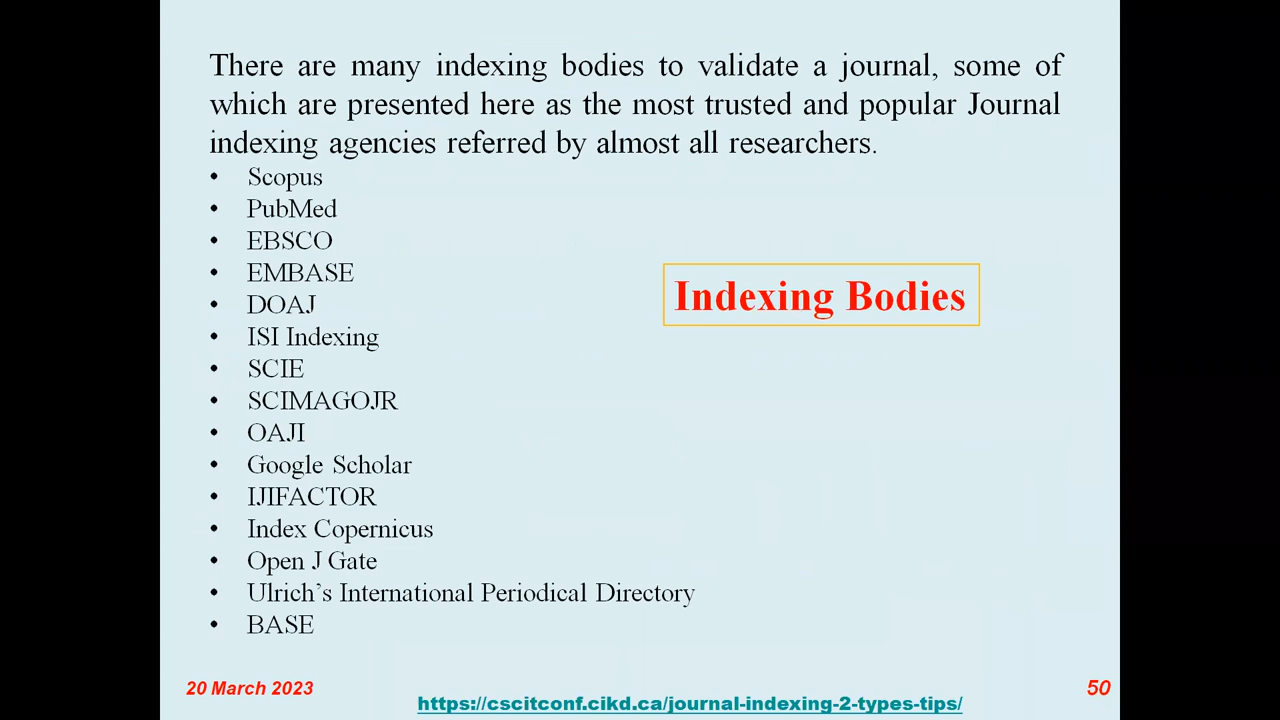 There are many indexing bodies to validate a journal, some of
which are presented here as the most trusted and popular Journal
indexing agencies referred by almost all researchers.
• Scopus
• PubMed
• EBSCO
• EMBASE
• DOAJ
• ISI Indexing
• SCIE
• SCIMAGOJR
• OAJI
• Google Scholar
• IJIFACTOR
• Index Copernicus
• Open J Gate
• Ulrich’s International Periodical Directory
• BASE
Indexing Bodies
20 March 2023
https://cscitconf.cikd.ca/journal-indexing-2-types-tips/
50